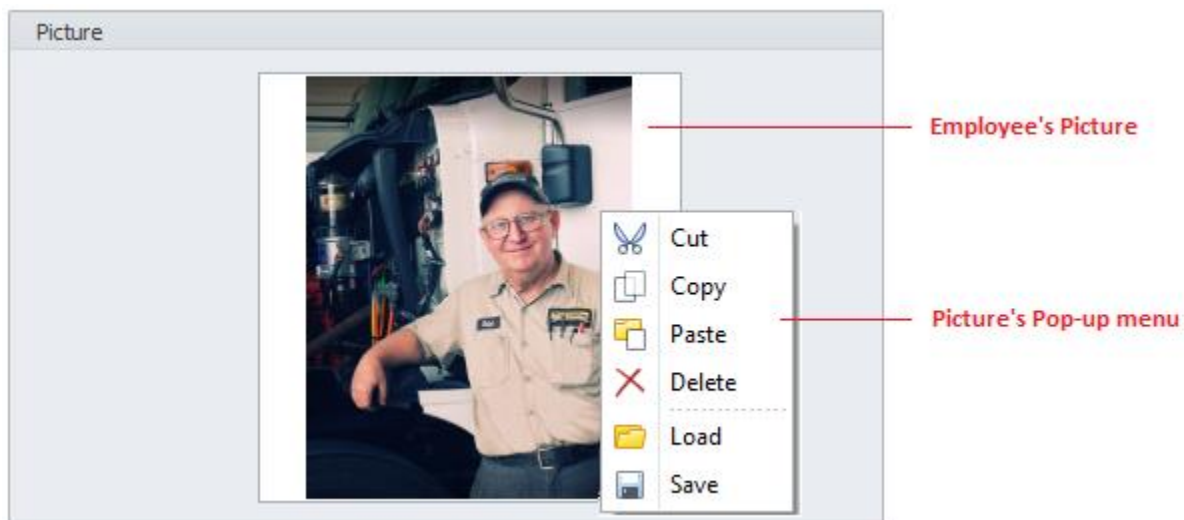 Picture
Employee's Picture
Cut
Copy
Paste
Picture's Pop-up menu
Delete
Load
Save